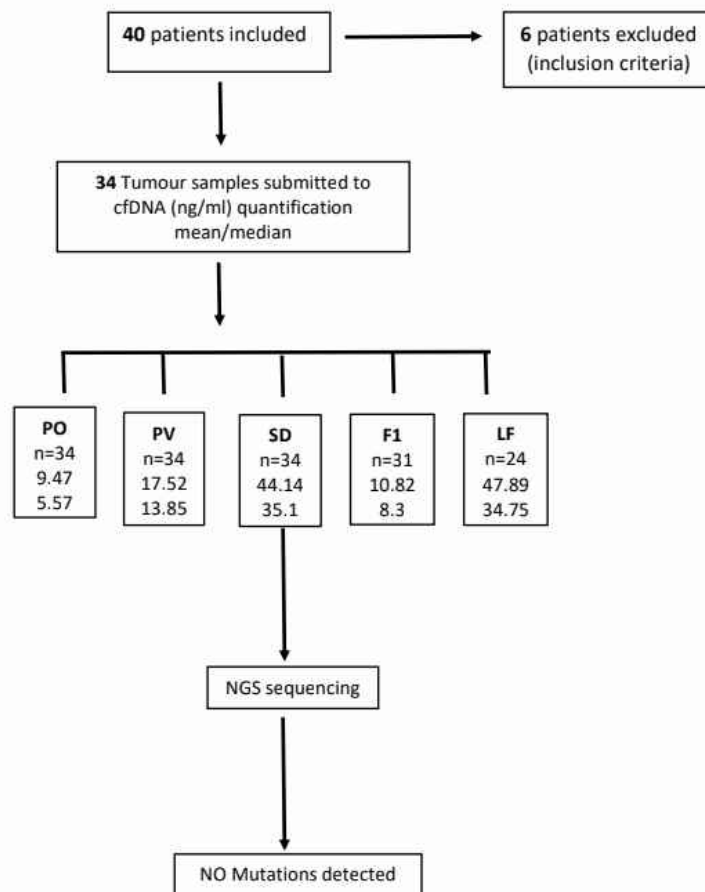 40 patients included
6 patients excluded
(inclusion criteria)
34 Tumour samples submitted to
cfDNA (ng/ml) quantification
mean/median
PO
n=34
9.47
5.57
PV
n=34
17.52
13.85
SD
n=34
44.14
35.1
F1
n=31
10.82
8.3
LF
n=24
47.89
34.75
NGS sequencing
NO Mutations detected